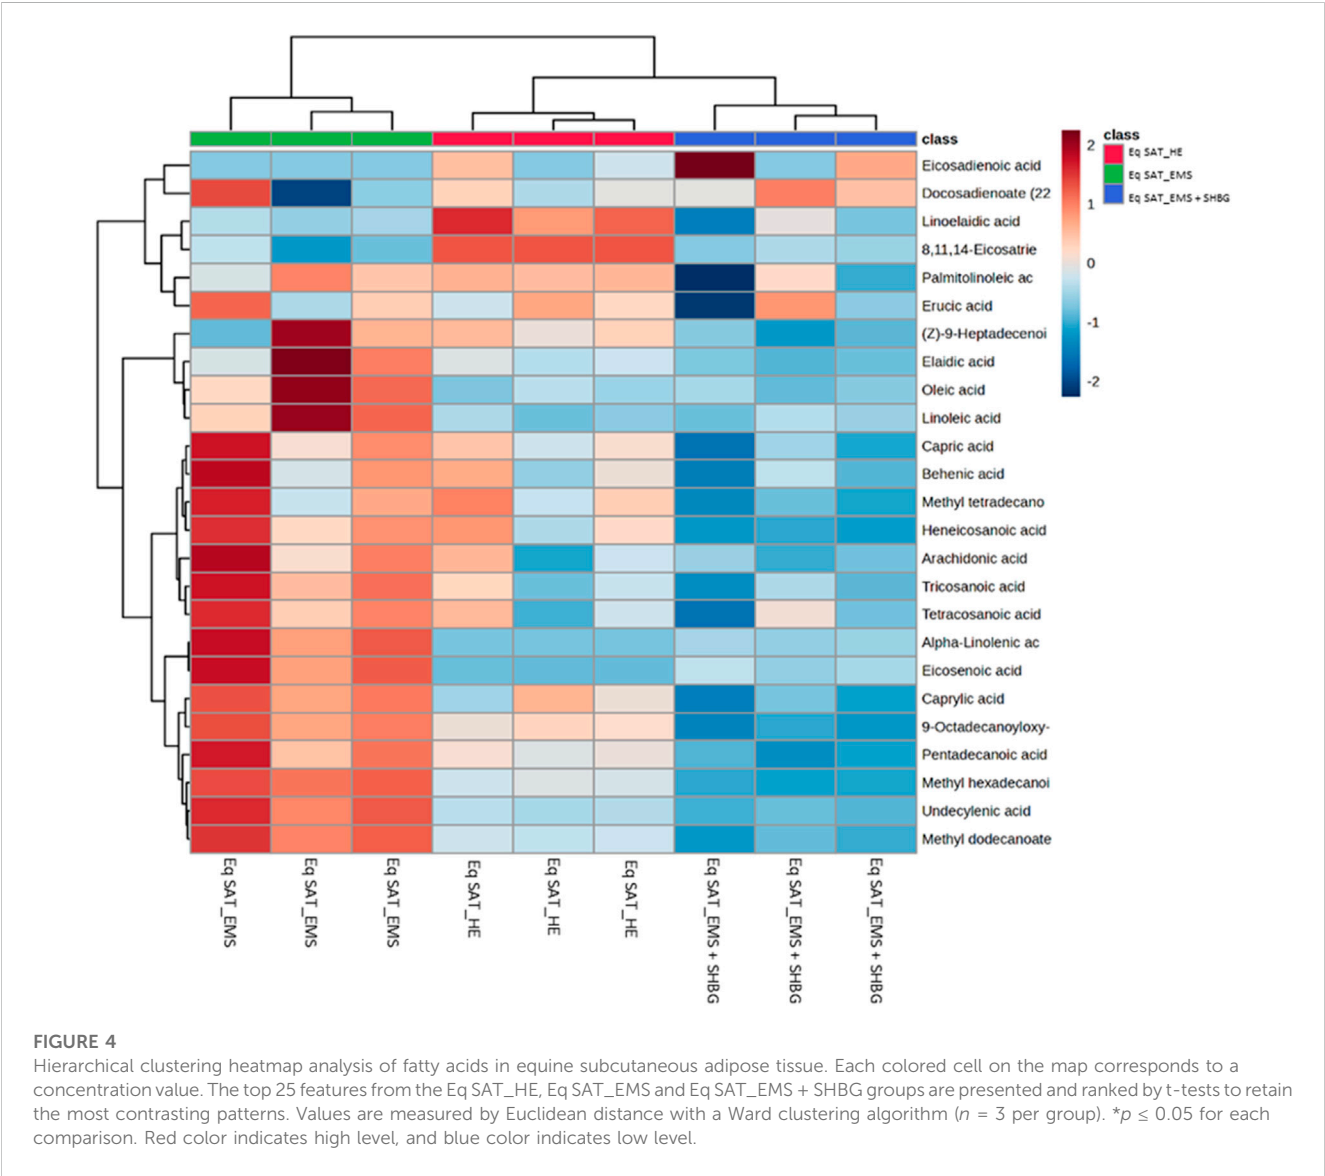 class
class
Eq SAT_HE
Eq SAT_EMS
Eq SAT_EMS + SHBG
2
1
0
-1
-2
Eicosadienoic acid
Docosadienoate (22
Linoelaidic acid
8,11,14-Eicosatrie
Palmitolinoleic ac
Erucic acid
(Z)-9-Heptadecenoi
Elaidic acid
Oleic acid
Linoleic acid
Capric acid
Behenic acid
Methyl tetradecano
Heneicosanoic acid
Arachidonic acid
Tricosanoic acid
Tetracosanoic acid
Alpha-Linolenic ac
Eicosenoic acid
Caprylic acid
9-Octadecanoyloxy-
Pentadecanoic acid
Methyl hexadecanoi
Undecylenic acid
Methyl dodecanoate
Eq SAT_EMS
Eq SAT_EMS
Eq SAT_EMS
Eq SAT_HE
Eq SAT_HE
Eq SAT_HE
Eq SAT_EMS + SHBG
Eq SAT_EMS + SHBG
Eq SAT_EMS + SHBG
FIGURE 4
Hierarchical clustering heatmap analysis of fatty acids in equine subcutaneous adipose tissue. Each colored cell on the map corresponds to a
concentration value. The top 25 features from the Eq SAT_HE, Eq SAT_EMS and Eq SAT_EMS + SHBG groups are presented and ranked by t-tests to retain
the most contrasting patterns. Values are measured by Euclidean distance with a Ward clustering algorithm (n = 3 per group). *p ≤ 0.05 for each
comparison. Red color indicates high level, and blue color indicates low level.